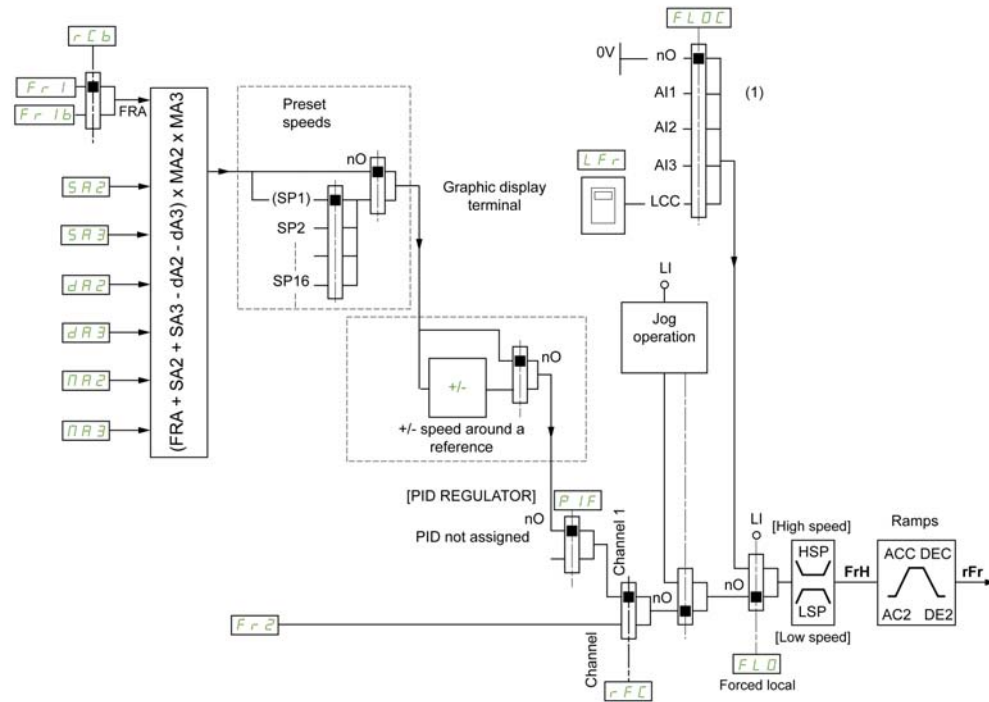 rCb
Fr1
Fr1b
FRA
SA2
SA3
dA2
dA3
MA2
MA3
(FRA + SA2 + SA3 - dA2 - dA3) x MA2 x MA3
Preset
speeds
nO
(SP1)
SP2
SP16
FLOC
0V
nO
AI1
(1)
AI2
AI3
LFr
LCC
Graphic display
terminal
LI
Jog
operation
nO
+/-
+/- speed around a
reference
[PID REGULATOR]
PIF
nO
PID not assigned
Channel 1
Fr2
Channel
rFC
nO
LI
nO
FLO
Forced local
[High speed]
HSP
LSP
[Low speed]
FrH
Ramps
ACC DEC
AC2 DE2
rFr